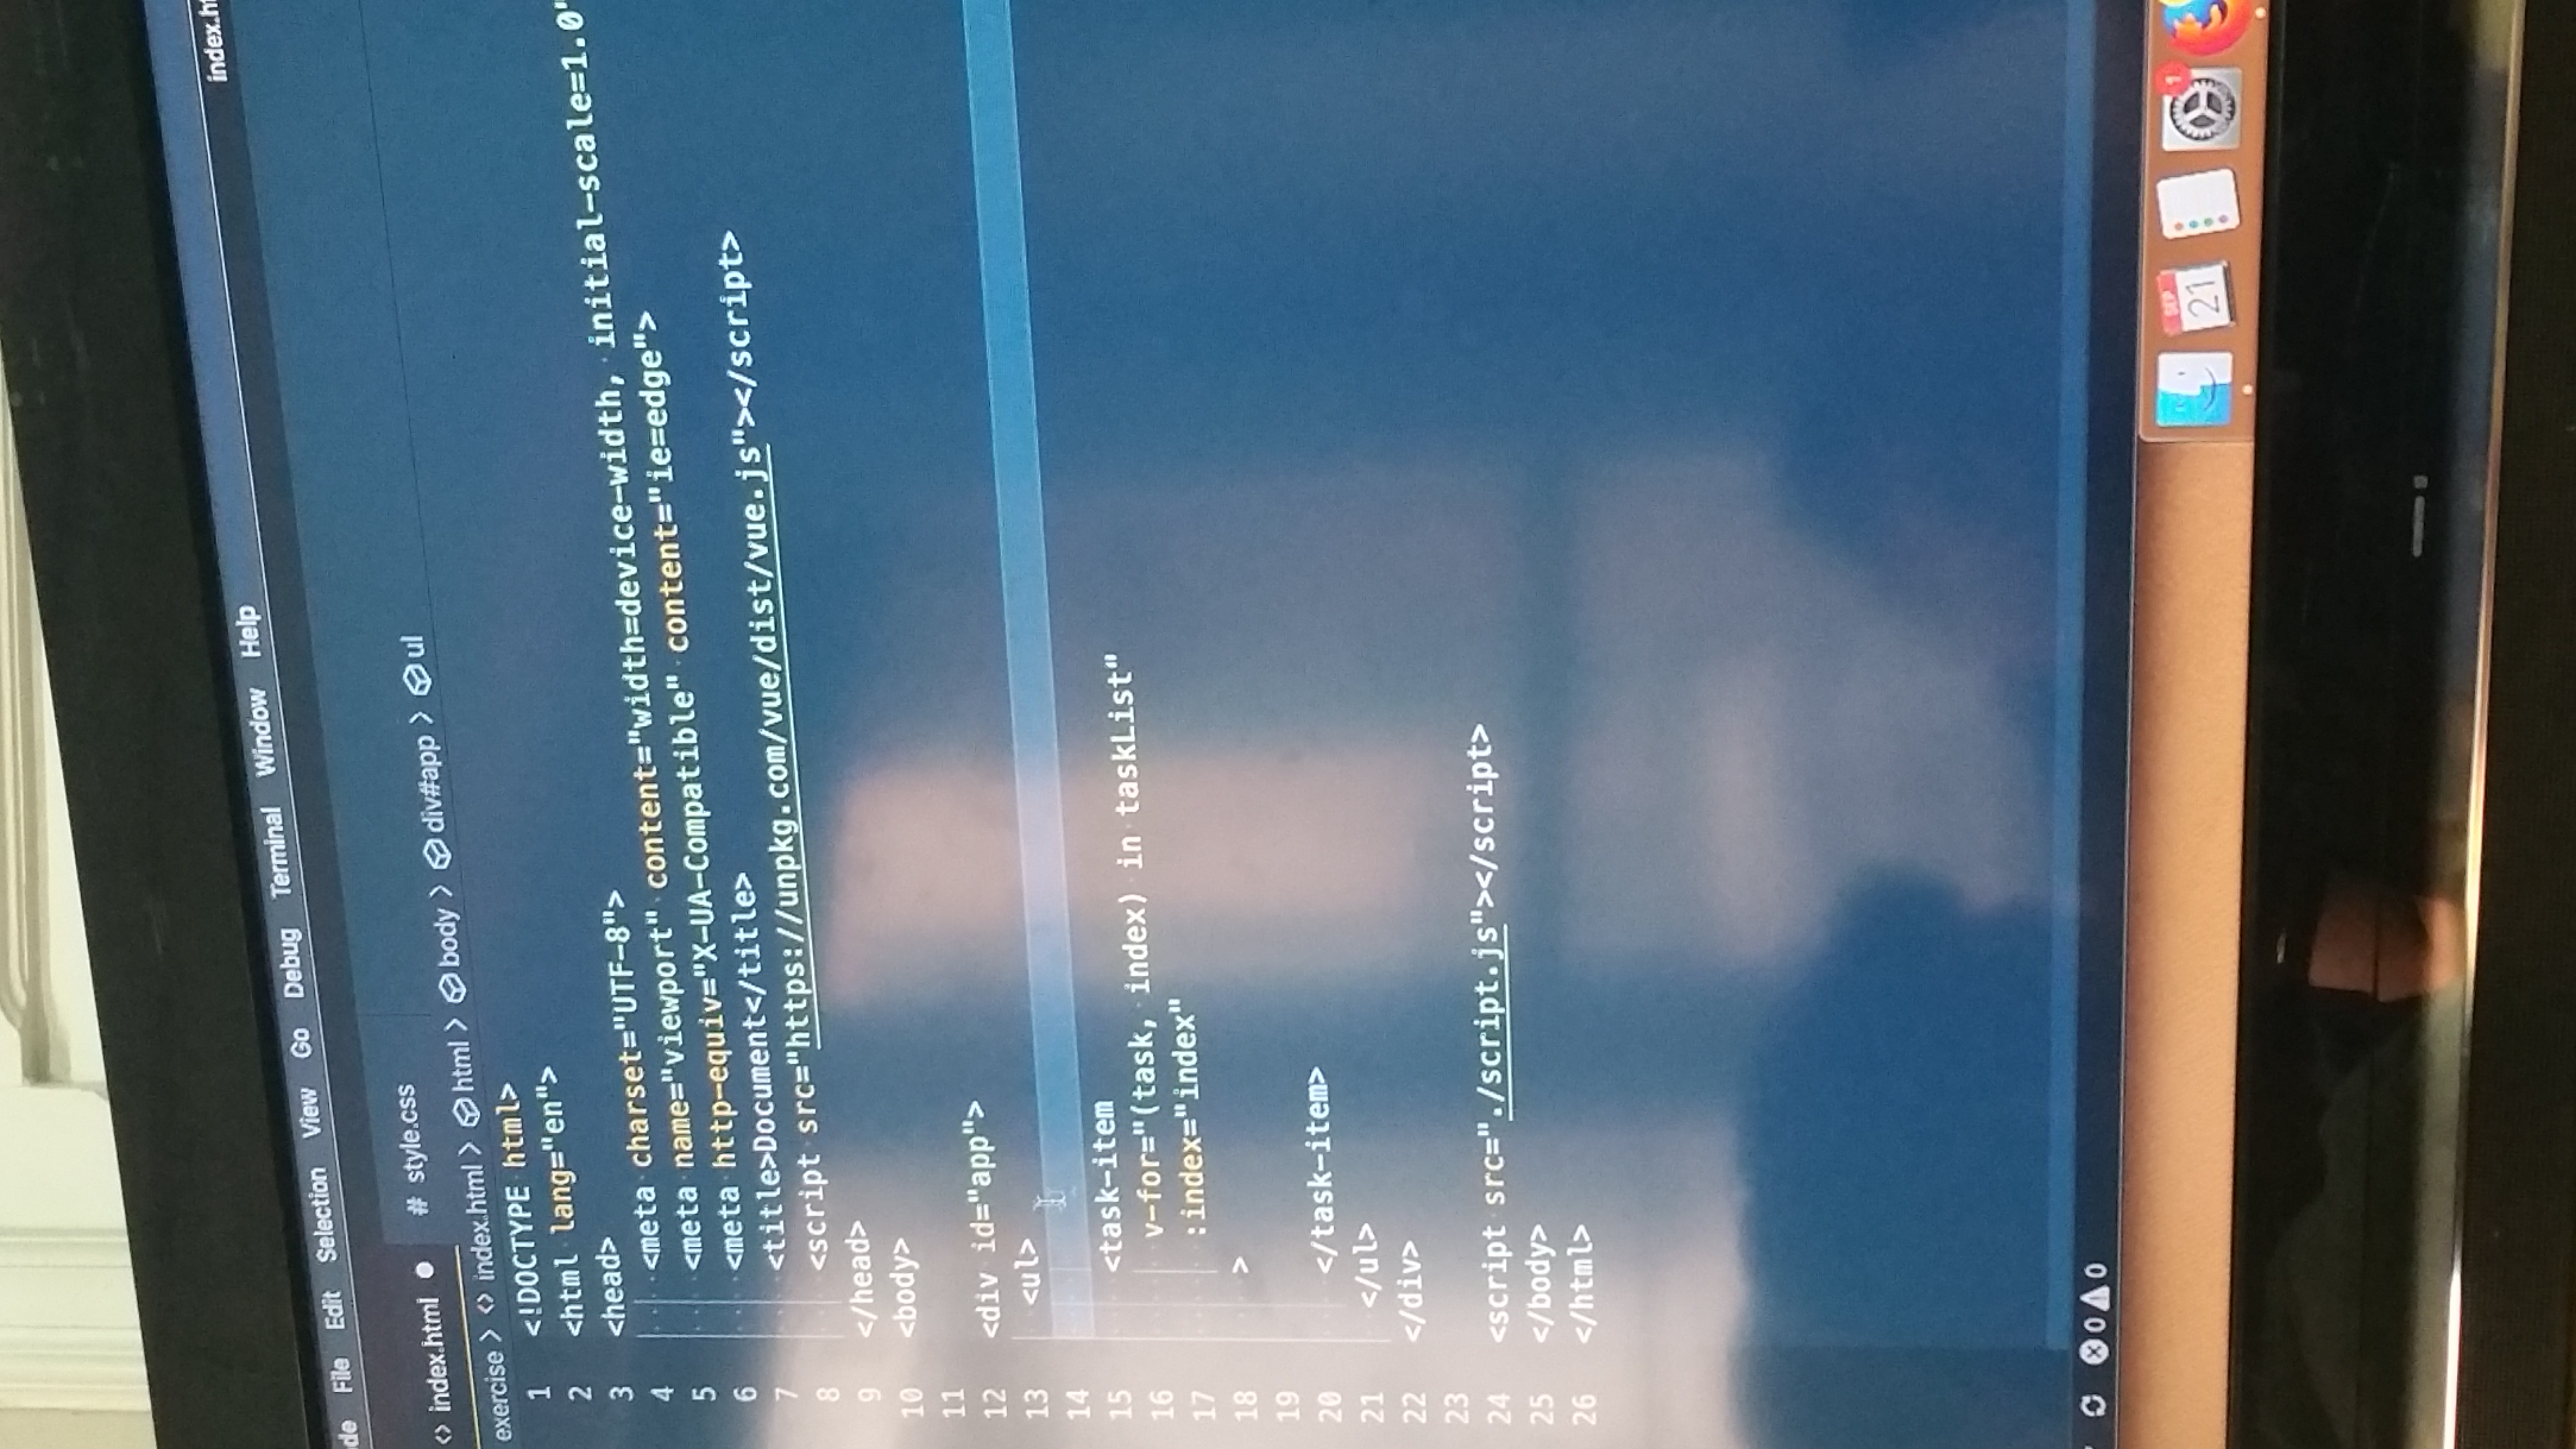 File Edit Selection View Go Debug Terminal Window Help
<> index.html ● # style.css
exercise > <> index.html > html > body > div#app > ul
1 <!DOCTYPE html>
2 <html lang="en">
3 <head>
4 <meta charset="UTF-8">
5 <meta name="viewport" content="width=device-width, initial-scale=1.0"
6 <meta http-equiv="X-UA-Compatible" content="ie=edge">
7 <title>Document</title>
8 <script src="https://unpkg.com/vue/dist/vue.js"></script>
9 </head>
10 <body>
11
12 <div id="app">
13 <ul>
14
15 <task-item
16 v-for="(task, index) in taskList"
17 :index="index"
18 >
19
20 </task-item>
21 </ul>
22 </div>
23
24 <script src="./script.js"></script>
25 </body>
26 </html>
0 0
SEP
21
1